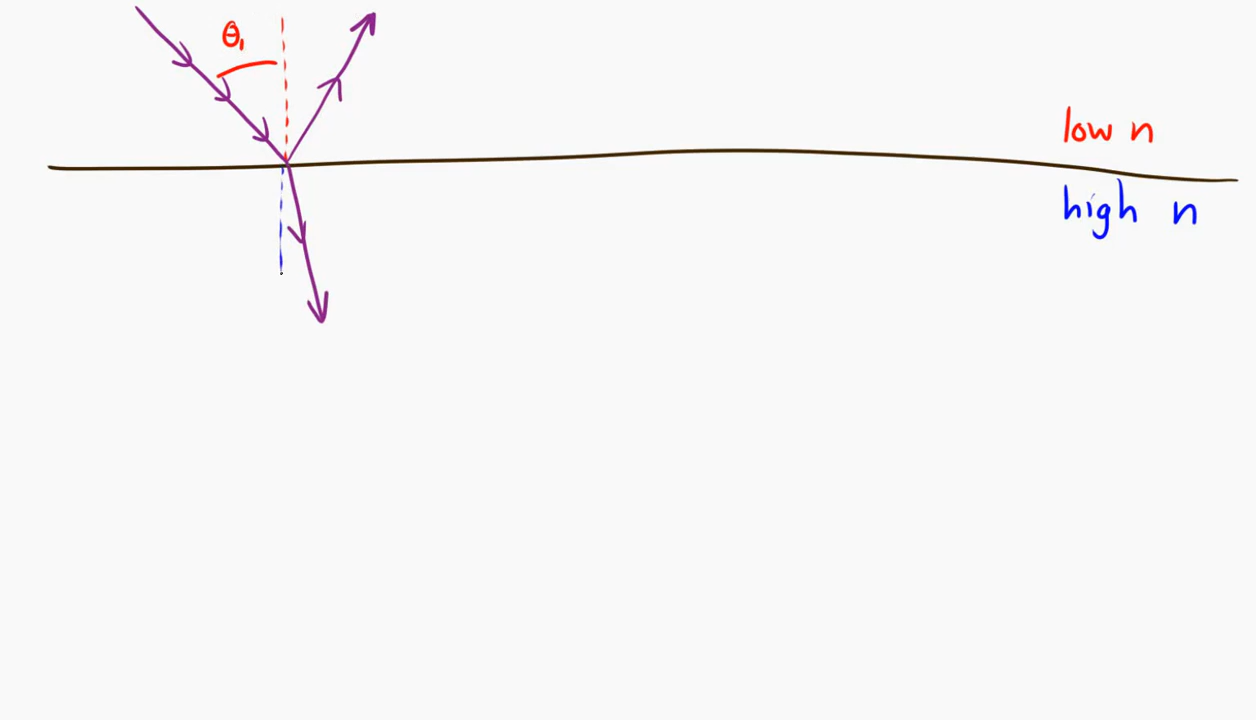 θ₁
low n
high n